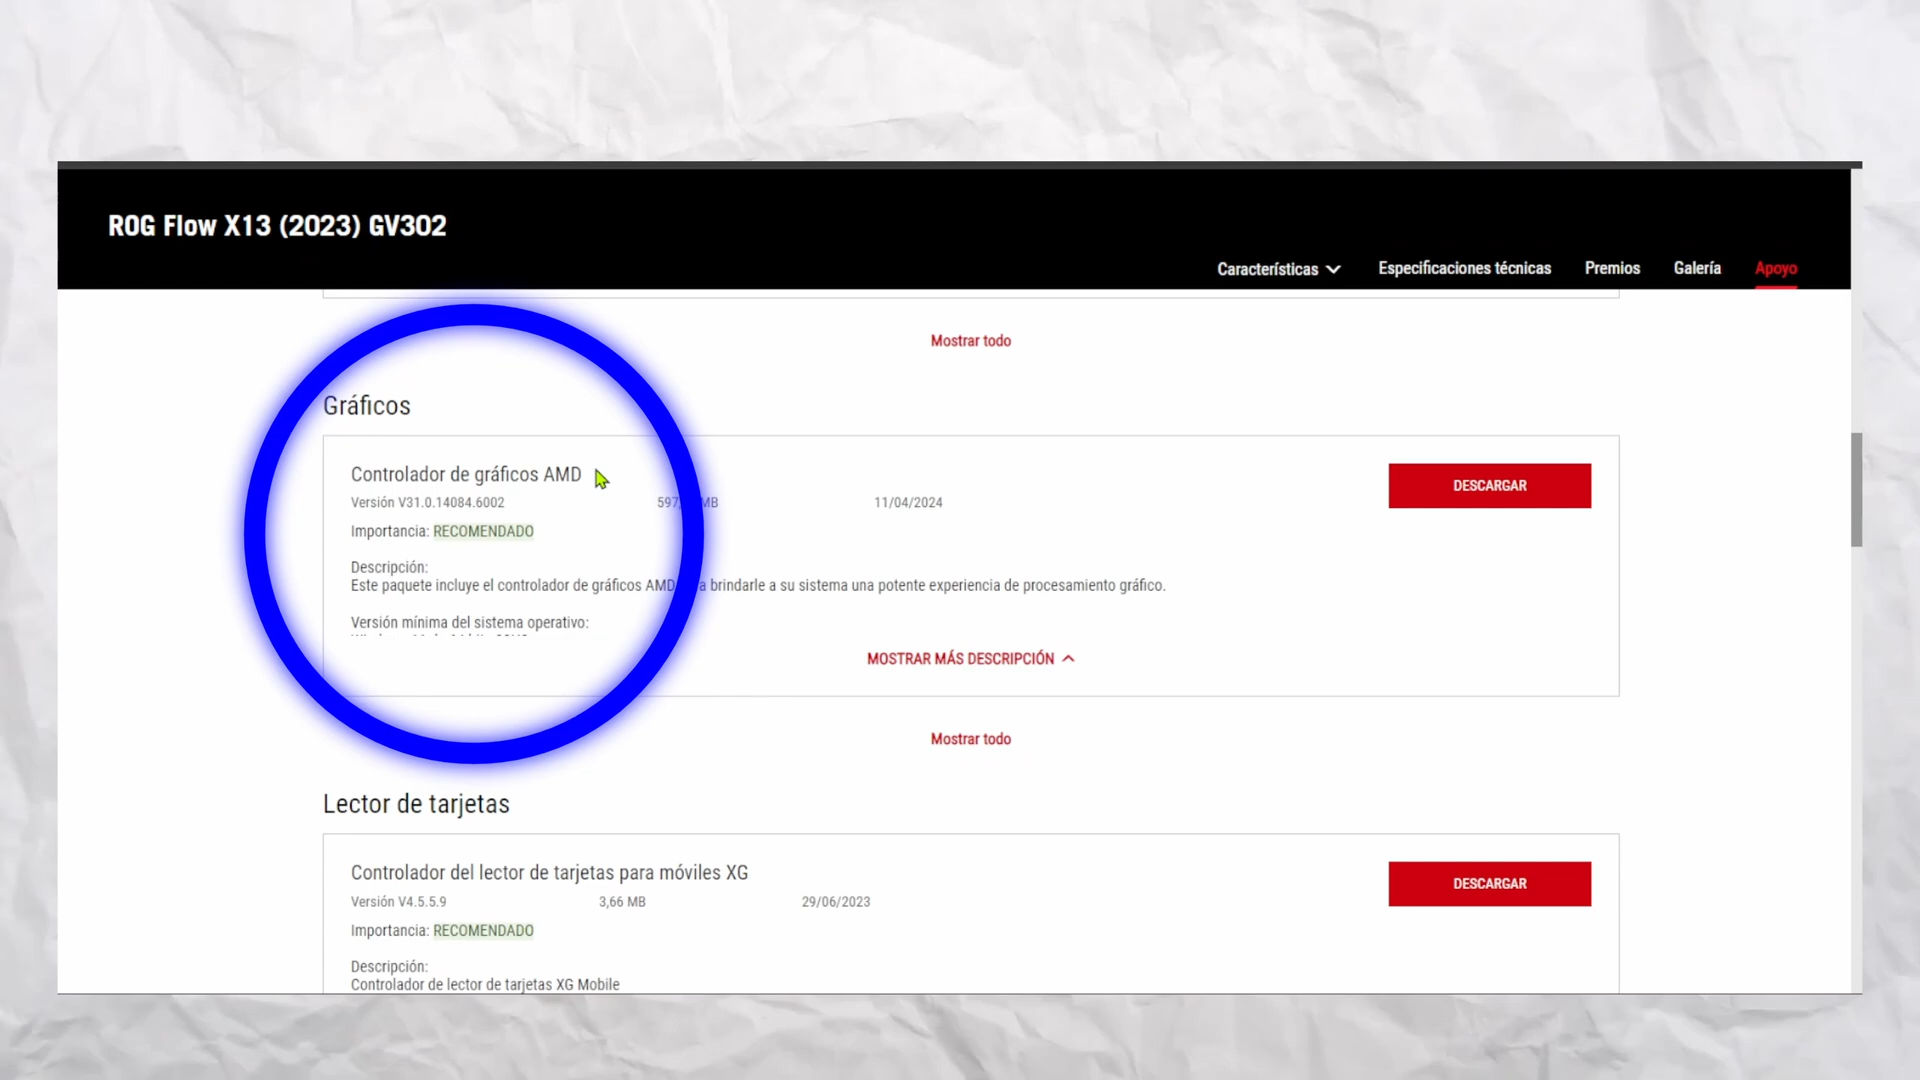 ROG Flow X13 (2023) GV302
Características
Especificaciones técnicas
Premios
Galería
Apoyo
Mostrar todo
Gráficos
Controlador de gráficos AMD
Versión V31.0.14084.6002
11/04/2024
DESCARGAR
Importancia: RECOMENDADO
Descripción:
Este paquete incluye el controlador de gráficos AMD brindarle a su sistema una potente experiencia de procesamiento gráfico.
Versión mínima del sistema operativo:
MOSTRAR MÁS DESCRIPCIÓN
Mostrar todo
Lector de tarjetas
Controlador del lector de tarjetas para móviles XG
Versión V4.5.5.9
3,66 MB
29/06/2023
DESCARGAR
Importancia: RECOMENDADO
Descripción:
Controlador de lector de tarjetas XG Mobile